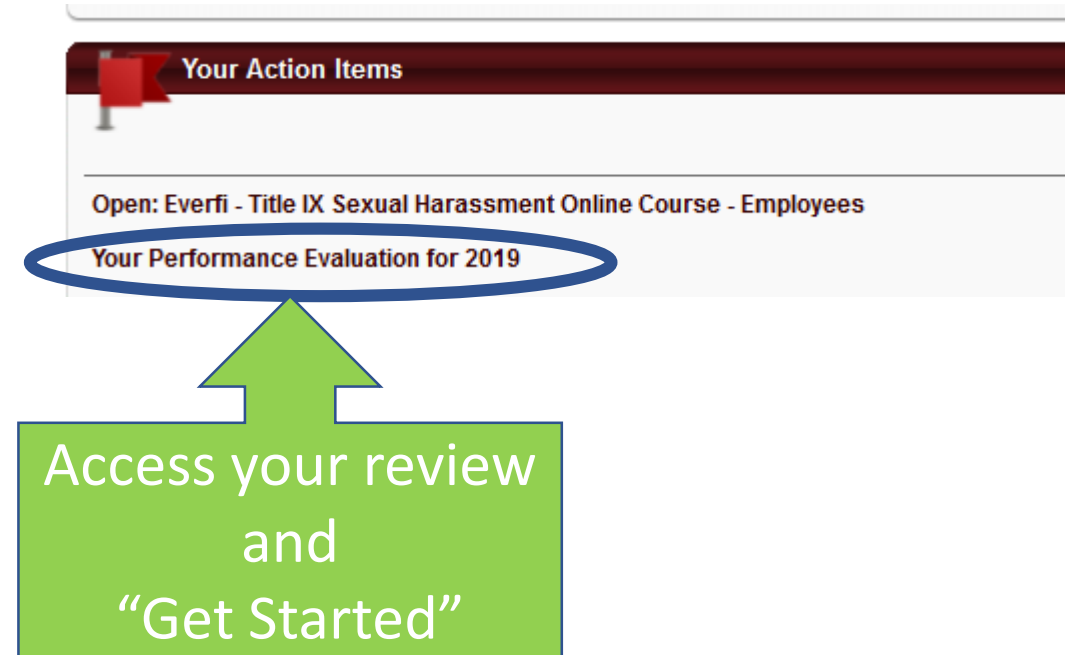 Your Action Items
Open: Everfi - Title IX Sexual Harassment Online Course - Employees
Your Performance Evaluation for 2019
Access your review
and
“Get Started”